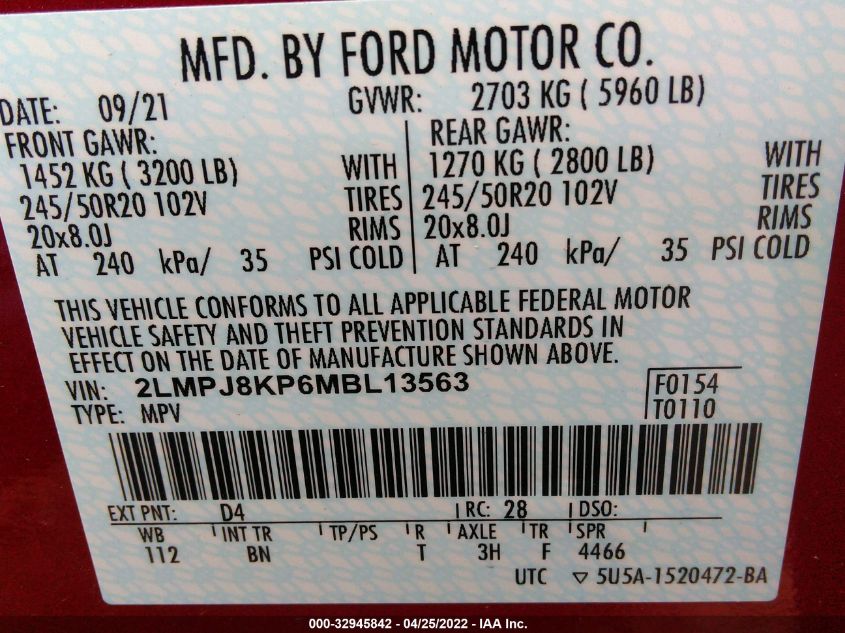 MFD. BY FORD MOTOR CO.
DATE: 09/21 GVWR: 2703 KG ( 5960 LB)
FRONT GAWR: REAR GAWR:
1452 KG ( 3200 LB) WITH 1270 KG ( 2800 LB) WITH
245/50R20 102V TIRES 245/50R20 102V TIRES
20x8.0J RIMS 20x8.0J RIMS
AT 240 kPa/ 35 PSI COLD AT 240 kPa/ 35 PSI COLD
THIS VEHICLE CONFORMS TO ALL APPLICABLE FEDERAL MOTOR
VEHICLE SAFETY AND THEFT PREVENTION STANDARDS IN
EFFECT ON THE DATE OF MANUFACTURE SHOWN ABOVE.
VIN: 2LMPJ8KP6MBL13563 F0154
TYPE: MPV T0110
EXT PNT: D4 RC: 28 DSO:
WB INT TR TP/PS R AXLE TR SPR
112 BN T 3H F 4466
UTC ▽ 5U5A-1520472-BA
000-32945842 - 04/25/2022 - IAA Inc.